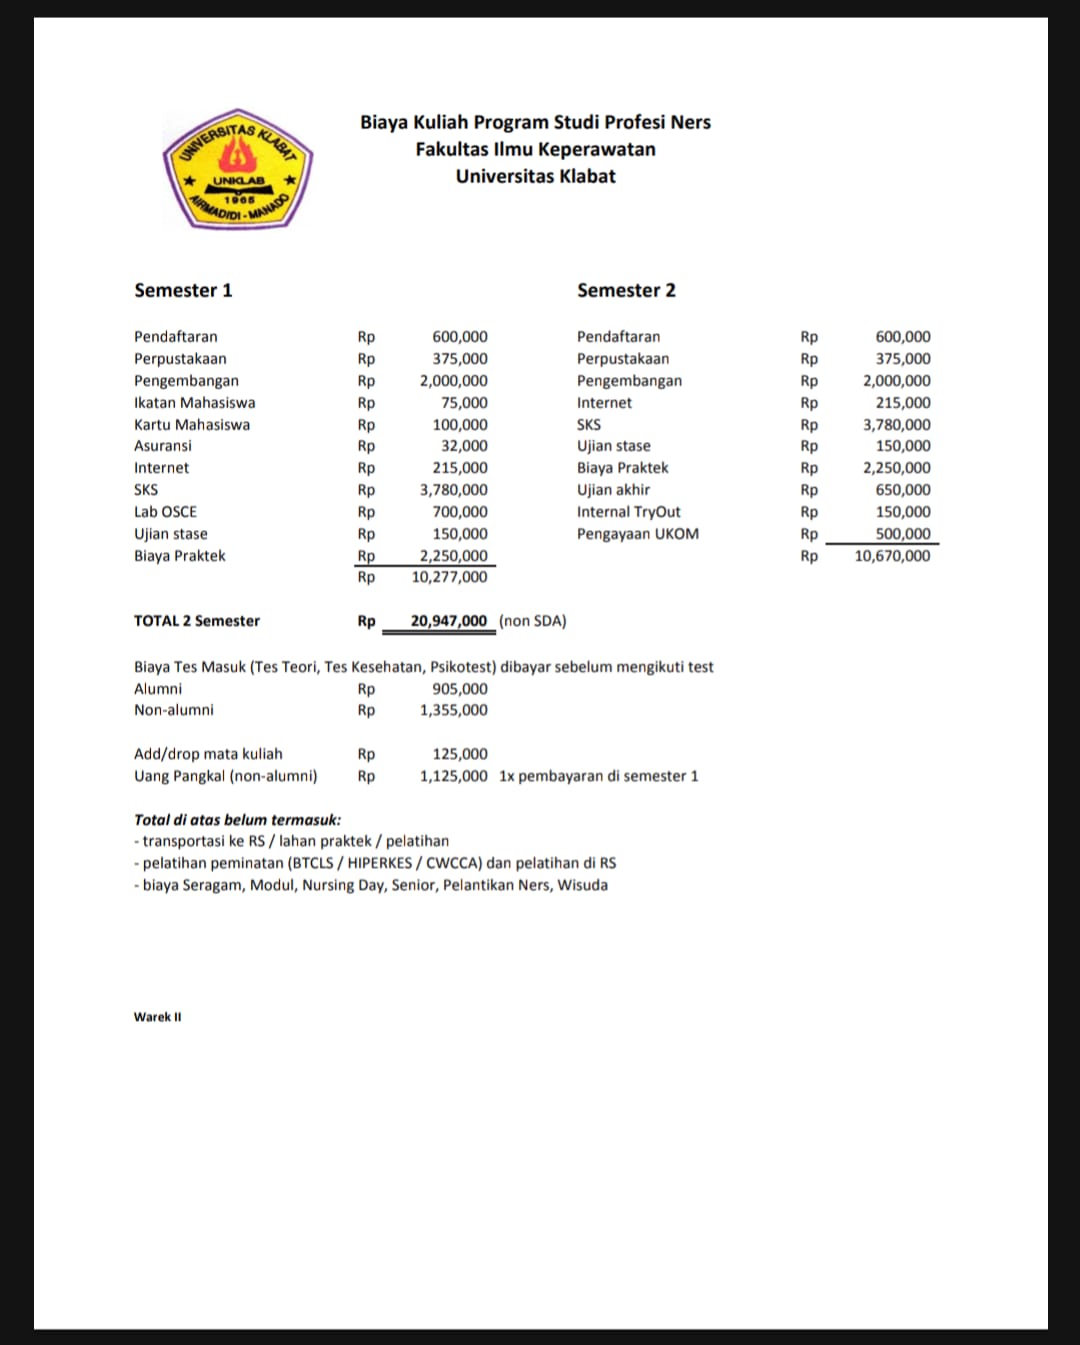 UNIVERSITAS KLABAT
UNKLAB
1965
AIRMADIDI - MANADO
Biaya Kuliah Program Studi Profesi Ners
Fakultas Ilmu Keperawatan
Universitas Klabat
Semester 1
Pendaftaran Rp 600,000
Perpustakaan Rp 375,000
Pengembangan Rp 2,000,000
Ikatan Mahasiswa Rp 75,000
Kartu Mahasiswa Rp 100,000
Asuransi Rp 32,000
Internet Rp 215,000
SKS Rp 3,780,000
Lab OSCE Rp 700,000
Ujian stase Rp 150,000
Biaya Praktek Rp 2,250,000
Rp 10,277,000
Semester 2
Pendaftaran Rp 600,000
Perpustakaan Rp 375,000
Pengembangan Rp 2,000,000
Internet Rp 215,000
SKS Rp 3,780,000
Ujian stase Rp 150,000
Biaya Praktek Rp 2,250,000
Ujian akhir Rp 650,000
Internal TryOut Rp 150,000
Pengayaan UKOM Rp 500,000
Rp 10,670,000
TOTAL 2 Semester Rp 20,947,000 (non SDA)
Biaya Tes Masuk (Tes Teori, Tes Kesehatan, Psikotest) dibayar sebelum mengikuti test
Alumni Rp 905,000
Non-alumni Rp 1,355,000
Add/drop mata kuliah Rp 125,000
Uang Pangkal (non-alumni) Rp 1,125,000 1x pembayaran di semester 1
Total di atas belum termasuk:
- transportasi ke RS / lahan praktek / pelatihan
- pelatihan peminatan (BTCLS / HIPERKES / CWCCA) dan pelatihan di RS
- biaya Seragam, Modul, Nursing Day, Senior, Pelantikan Ners, Wisuda
Warek II